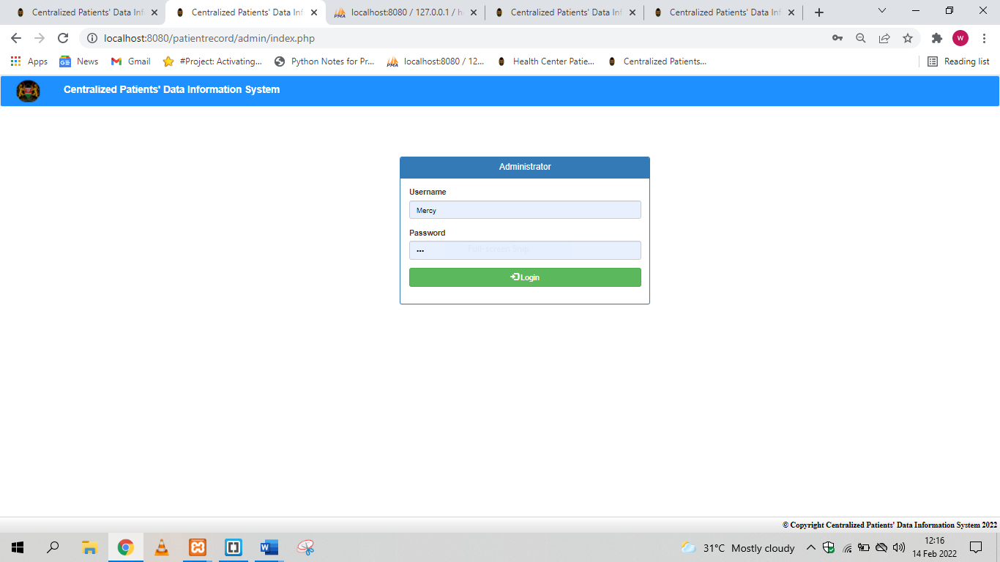 Centralized Patients' Data Inf
Centralized Patients' Data Inf
localhost:8080 / 127.0.0.1 / h
Centralized Patients' Data Inf
Centralized Patients' Data Inf
localhost:8080/patientrecord/admin/index.php
W
Apps
GE
News
Gmail
#Project: Activating...
Python Notes for Pr...
PMA
localhost:8080 / 12...
Health Center Patie...
Centralized Patients...
Reading list
Centralized Patients' Data Information System
Administrator
Username
Mercy
Password
•••
Full-screen Snip
Login
© Copyright Centralized Patients' Data Information System 2022
W
31°C Mostly cloudy
12:16
14 Feb 2022